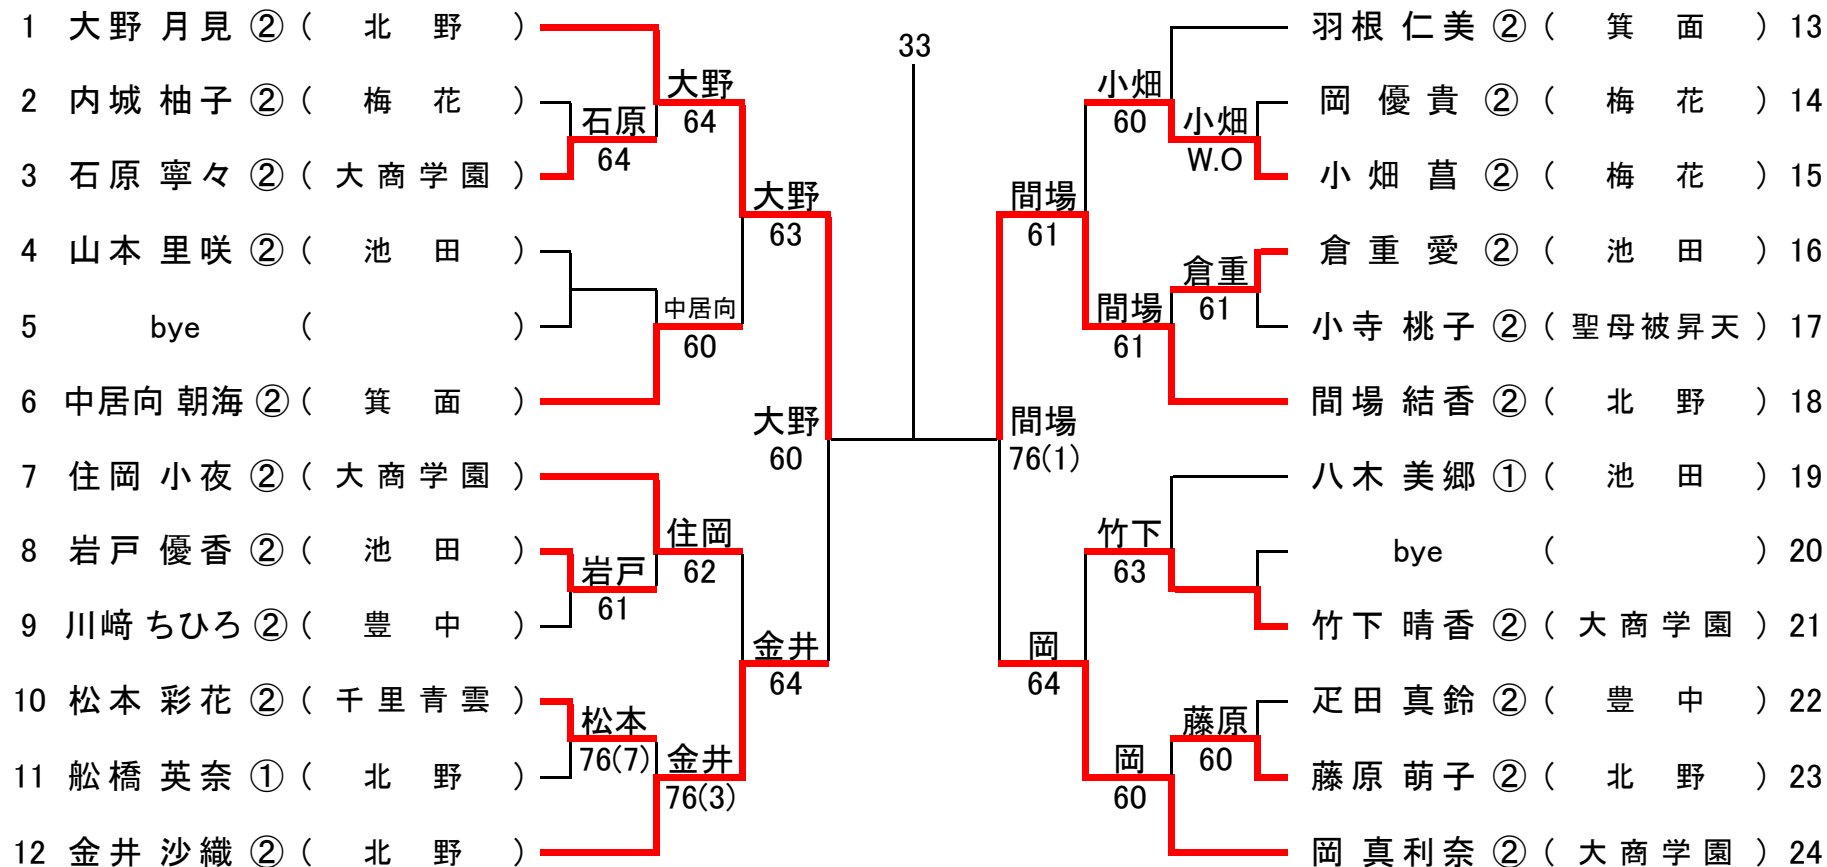 1 大野 月見 ② ( 北 野 )
大野
64
2 内城 柚子 ② ( 梅 花 )
石原
64
3 石原 寧々 ② ( 大商学園 )
大野
63
4 山本 里咲 ② ( 池 田 )
中居向
60
5 bye ( )
6 中居向 朝海 ② ( 箕 面 )
大野
60
7 住岡 小夜 ② ( 大商学園 )
住岡
62
8 岩戸 優香 ② ( 池 田 )
岩戸
61
9 川﨑 ちひろ ② ( 豊 中 )
金井
64
10 松本 彩花 ② ( 千里青雲 )
松本
76(7)
11 舩橋 英奈 ① ( 北 野 )
金井
76(3)
12 金井 沙織 ② ( 北 野 )
33
羽根 仁美 ② ( 箕 面 ) 13
小畑
60
岡 優貴 ② ( 梅 花 ) 14
小畑
W.O
小畑 菖 ② ( 梅 花 ) 15
間場
61
倉重 愛 ② ( 池 田 ) 16
倉重
61
小寺 桃子 ② ( 聖母被昇天 ) 17
間場
61
間場 結香 ② ( 北 野 ) 18
間場
76(1)
八木 美郷 ① ( 池 田 ) 19
竹下
63
bye ( ) 20
竹下 晴香 ② ( 大商学園 ) 21
岡
64
疋田 真鈴 ② ( 豊 中 ) 22
藤原
60
藤原 萌子 ② ( 北 野 ) 23
岡
60
岡 真利奈 ② ( 大商学園 ) 24